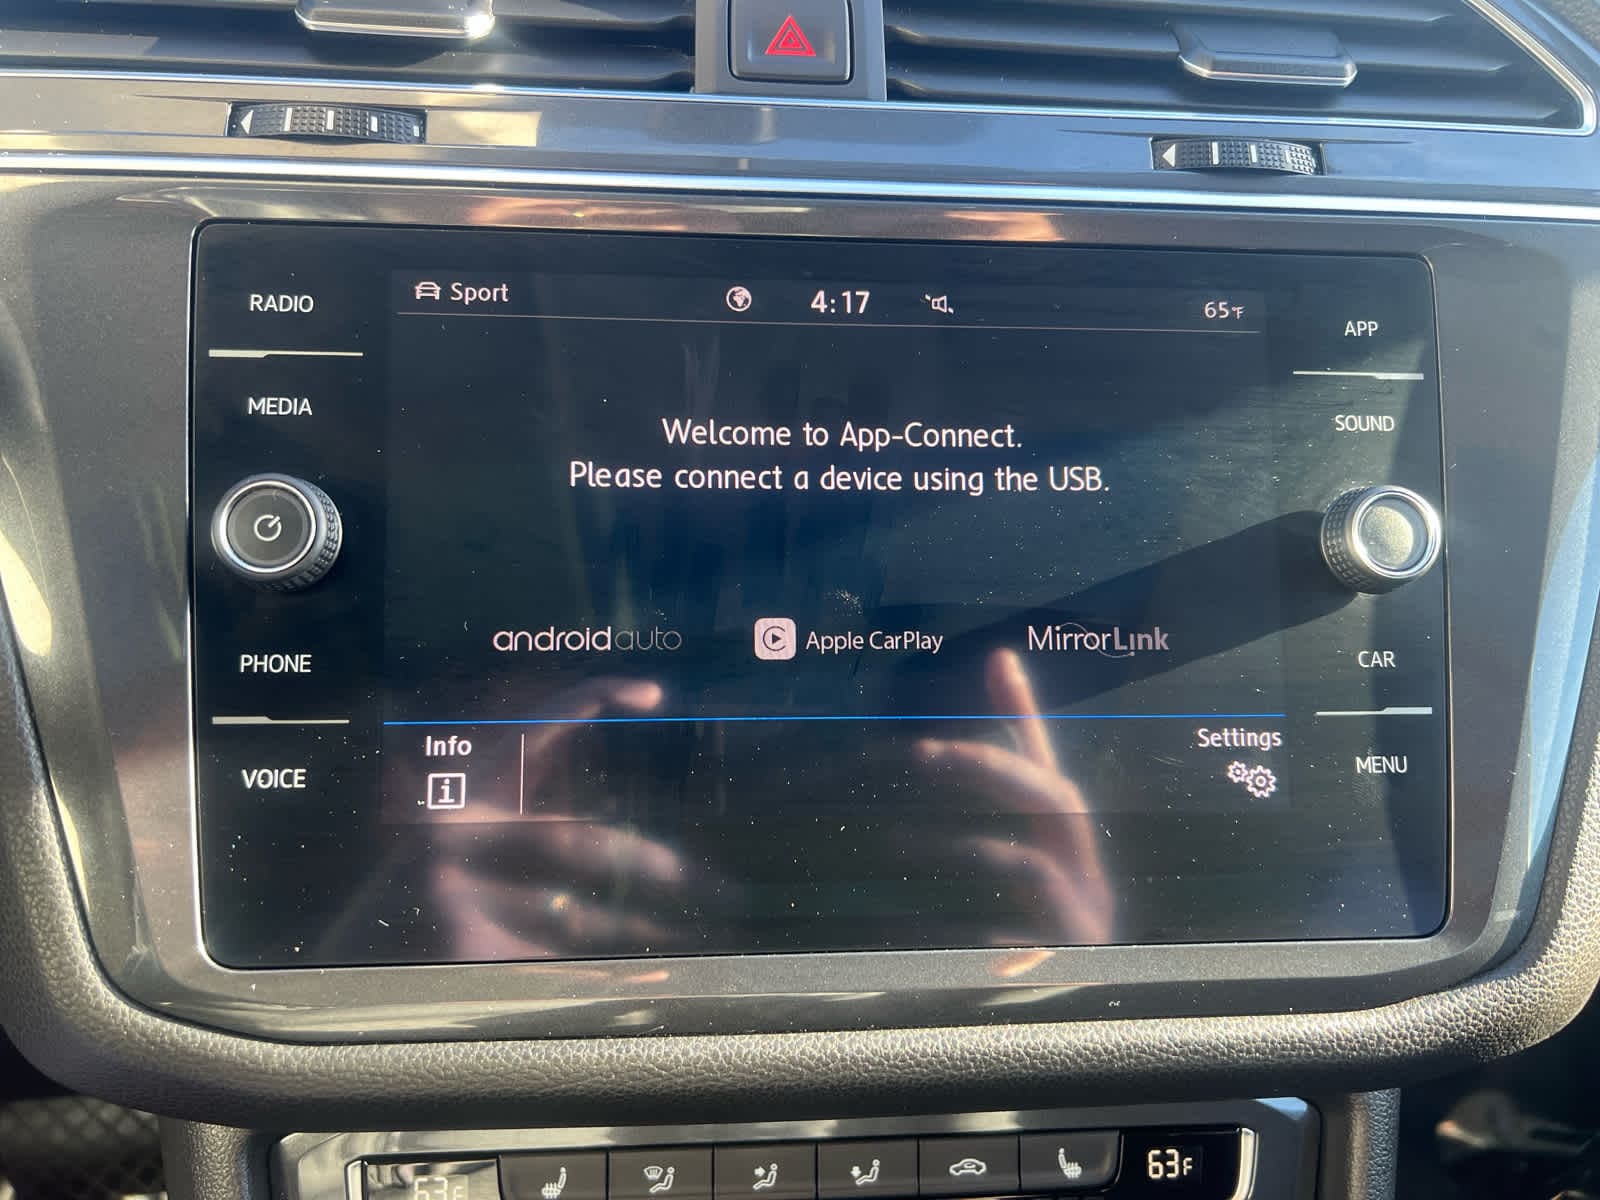 RADIO
MEDIA
PHONE
VOICE
Sport
4:17
65°F
Welcome to App-Connect.
Please connect a device using the USB.
androidauto
Apple CarPlay
MirrorLink
Info
i
Settings
APP
SOUND
CAR
MENU
63F
63F